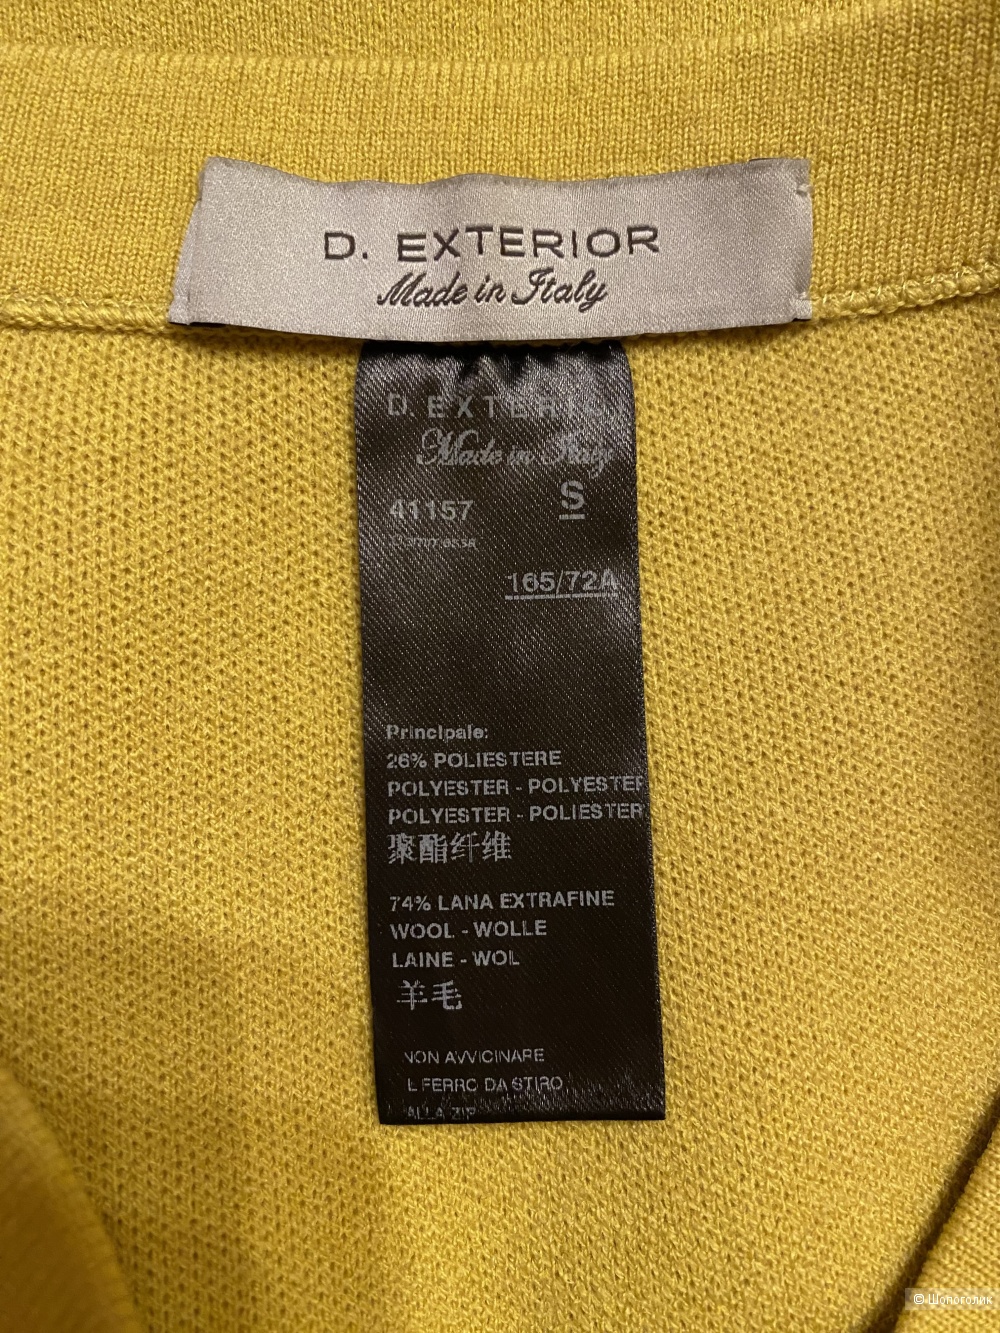 D. EXTERIOR
Made in Italy
D. EXTERI
Made in Italy
41157
S
165/72A
Principale:
26% POLIESTERE
POLYESTER - POLYESTER
POLYESTER - POLIESTER
聚酯纤维
74% LANA EXTRAFINE
WOOL - WOLLE
LAINE - WOL
羊毛
NON AVVICINARE
IL FERRO DA STIRO
ALLA ZIP
© Шопоголик